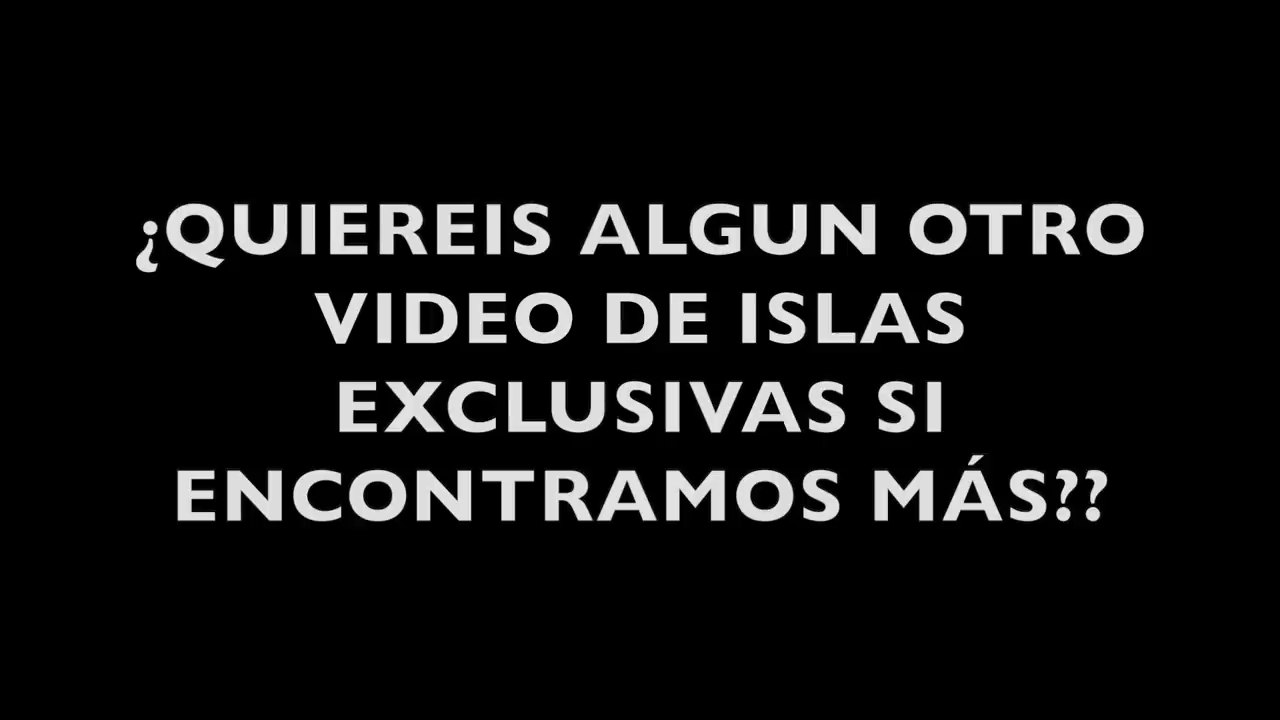 ¿QUIEREIS ALGUN OTRO
VIDEO DE ISLAS
EXCLUSIVAS SI
ENCONTRAMOS MÁS??